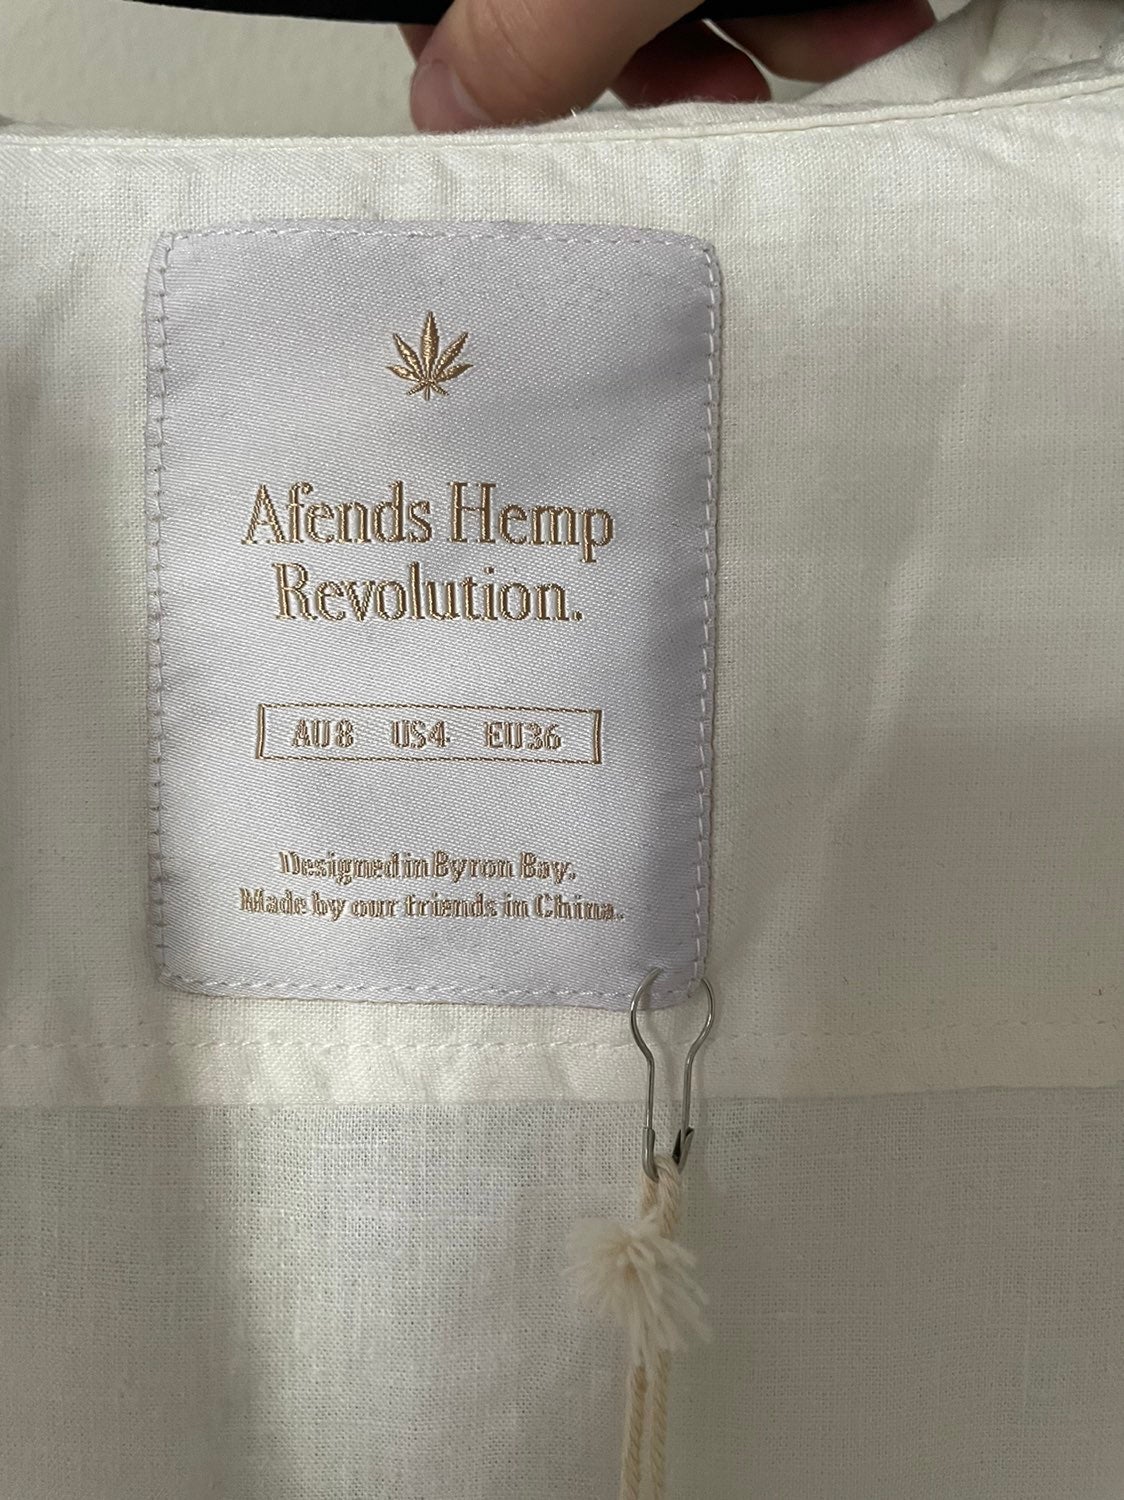 Afends Hemp
Revolution.
AU8 US4 EU36
Designed in Byron Bay.
Made by our friends in China.